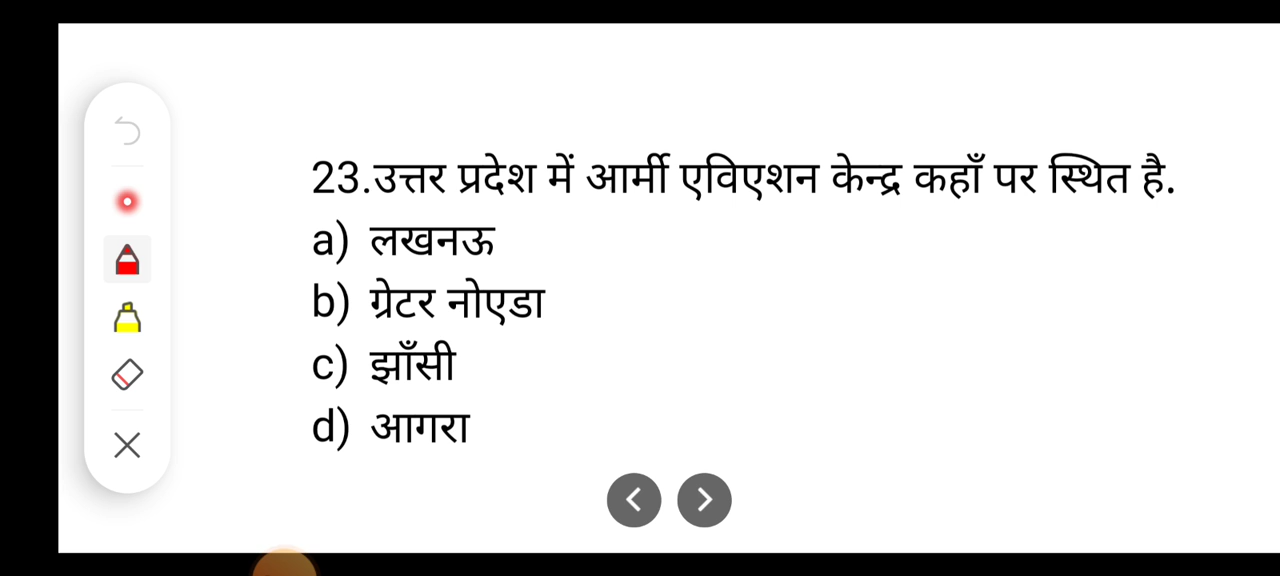 23.उत्तर प्रदेश में आर्मी एविएशन केन्द्र कहाँ पर स्थित है.
a) लखनऊ
b) ग्रेटर नोएडा
c) झाँसी
d) आगरा